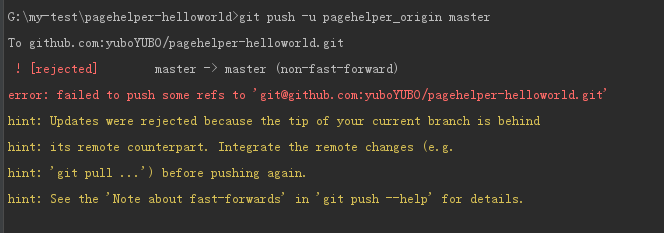 G:\my-test\pagehelper-helloworld>git push -u pagehelper_origin master
To github.com:yuboYUBO/pagehelper-helloworld.git
! [rejected]        master -> master (non-fast-forward)
error: failed to push some refs to 'git@github.com:yuboYUBO/pagehelper-helloworld.git'
hint: Updates were rejected because the tip of your current branch is behind
hint: its remote counterpart. Integrate the remote changes (e.g.
hint: 'git pull ...') before pushing again.
hint: See the 'Note about fast-forwards' in 'git push --help' for details.